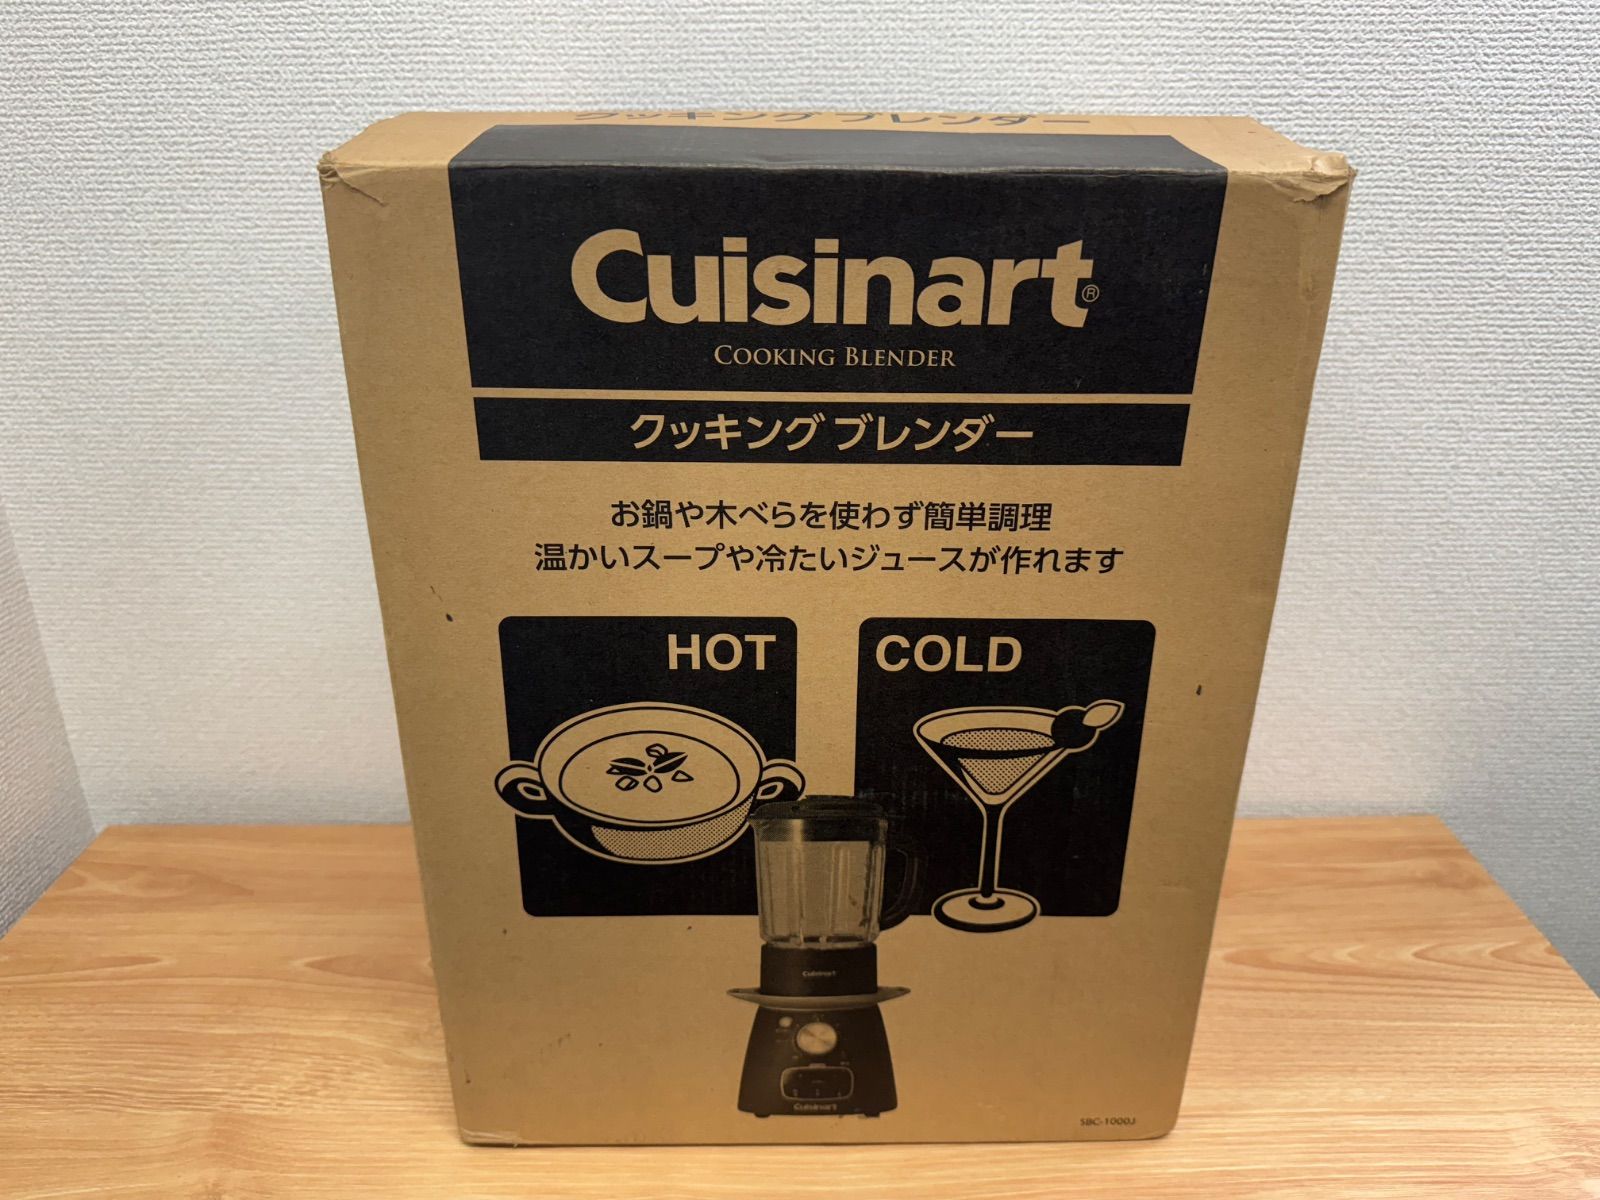 クッキング ブレンダー
Cuisinart®
COOKING BLENDER
クッキング ブレンダー
お鍋や木べらを使わず簡単調理
温かいスープや冷たいジュースが作れます
HOT
COLD
Cuisinart
Cuisinart
SBC-1000J